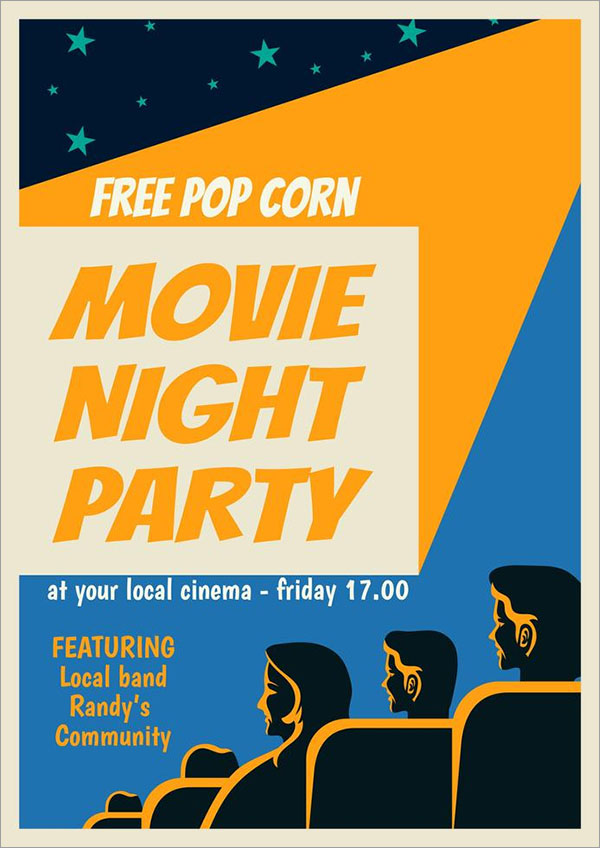 FREE POP CORN
MOVIE
NIGHT
PARTY
at your local cinema - friday 17.00
FEATURING
Local band
Randy's
Community